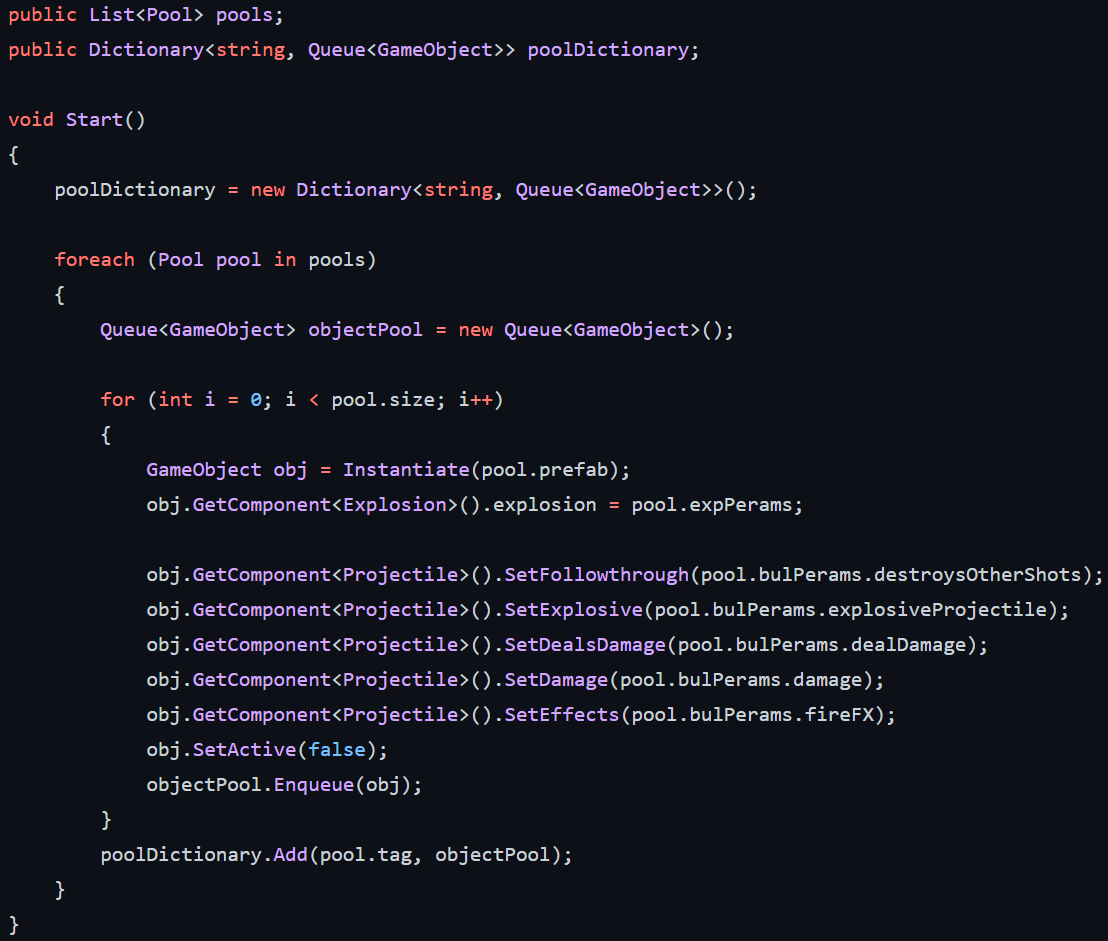 public List<Pool> pools;
public Dictionary<string, Queue<GameObject>> poolDictionary;
void Start()
{
poolDictionary = new Dictionary<string, Queue<GameObject>>();
foreach (Pool pool in pools)
{
Queue<GameObject> objectPool = new Queue<GameObject>();
for (int i = 0; i < pool.size; i++)
{
GameObject obj = Instantiate(pool.prefab);
obj.GetComponent<Explosion>().explosion = pool.expPerams;
obj.GetComponent<Projectile>().SetFollowthrough(pool.bulPerams.destroysOtherShots);
obj.GetComponent<Projectile>().SetExplosive(pool.bulPerams.explosiveProjectile);
obj.GetComponent<Projectile>().SetDealsDamage(pool.bulPerams.dealDamage);
obj.GetComponent<Projectile>().SetDamage(pool.bulPerams.damage);
obj.GetComponent<Projectile>().SetEffects(pool.bulPerams.fireFX);
obj.SetActive(false);
objectPool.Enqueue(obj);
}
poolDictionary.Add(pool.tag, objectPool);
}
}